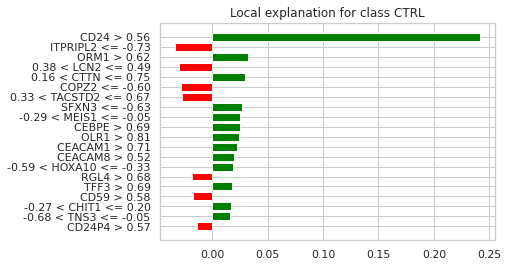 Local explanation for class CTRL
CD24 > 0.56
ITPRIPL2 <= -0.73
ORM1 > 0.62
0.38 < LCN2 <= 0.49
0.16 < CTTN <= 0.75
COPZ2 <= -0.60
0.33 < TACSTD2 <= 0.67
SFXN3 <= -0.63
-0.29 < MEIS1 <= -0.05
CEBPE > 0.69
OLR1 > 0.81
CEACAM1 > 0.71
CEACAM8 > 0.52
-0.59 < HOXA10 <= -0.33
RGL4 > 0.68
TFF3 > 0.69
CD59 > 0.58
-0.27 < CHIT1 <= 0.20
-0.68 < TNS3 <= -0.05
CD24P4 > 0.57
0.00 0.05 0.10 0.15 0.20 0.25